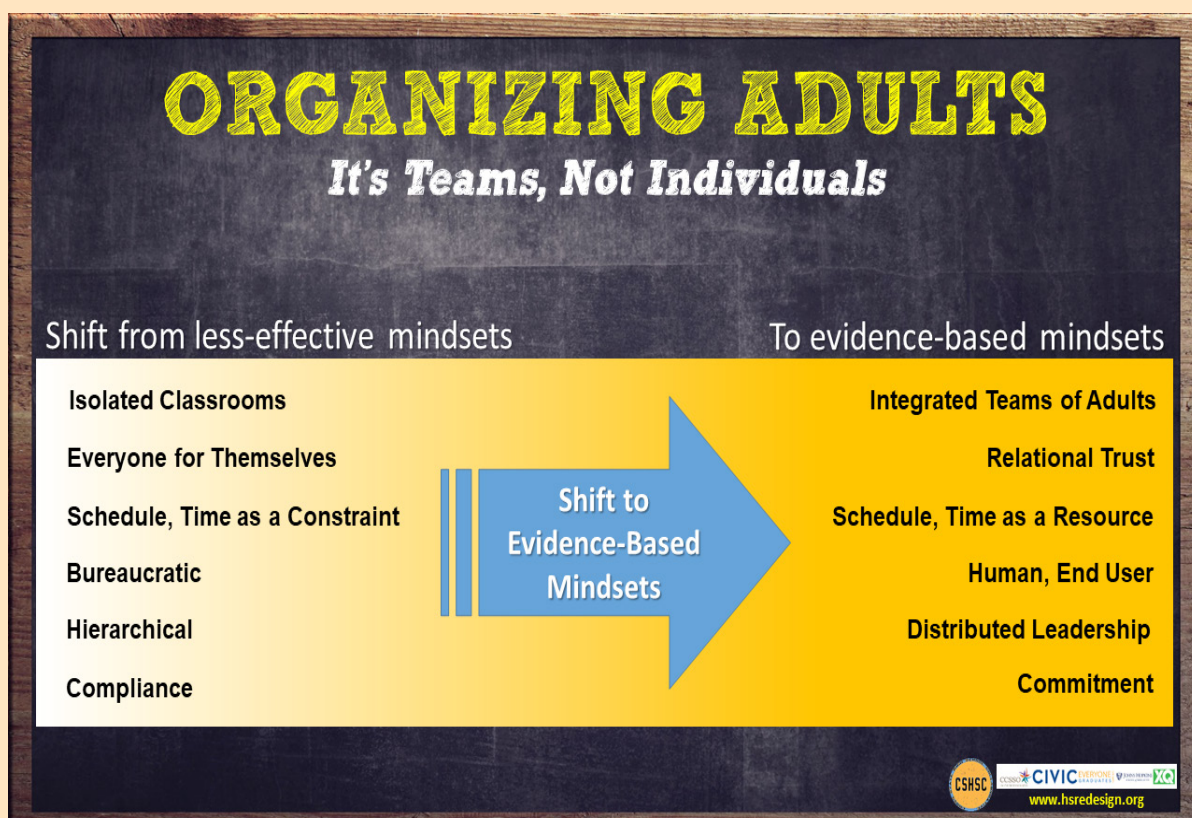 ORGANIZING ADULTS
It's Teams, Not Individuals
Shift from less-effective mindsets
To evidence-based mindsets
Isolated Classrooms
Everyone for Themselves
Schedule, Time as a Constraint
Bureaucratic
Hierarchical
Compliance
Shift to
Evidence-Based
Mindsets
Integrated Teams of Adults
Relational Trust
Schedule, Time as a Resource
Human, End User
Distributed Leadership
Commitment
CSHSC
CCSSO
CIVIC
EVERYONE
GRADUATES
JOHNS HOPKINS
XQ
www.hsredesign.org